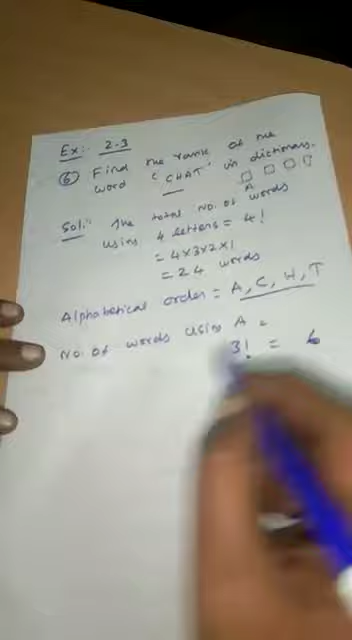 Ex:- 2.3
⑥ Find the rank of the
word "CHAT" in dictionary.
A
Sol:- The total No. of words
using 4 letters = 4!
= 4×3×2×1
= 24 words
Alphabetical order = A, C, H, T
No. of words using A =
3! = 6